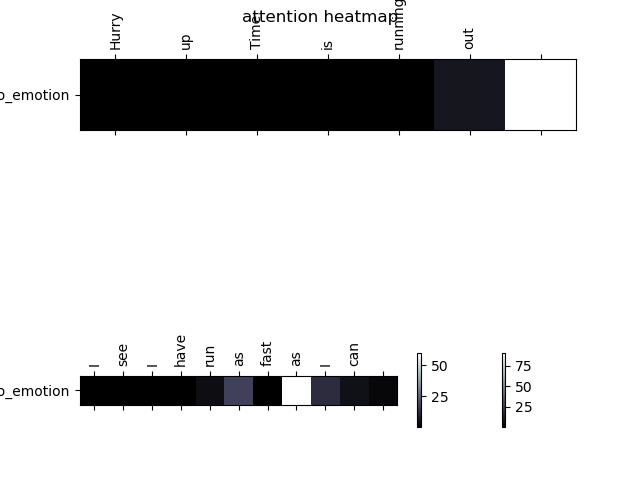 attention heatmap
Hurry up Time is running out
o_emotion
I see I have run as fast as I can
o_emotion
50 75
50
25 25